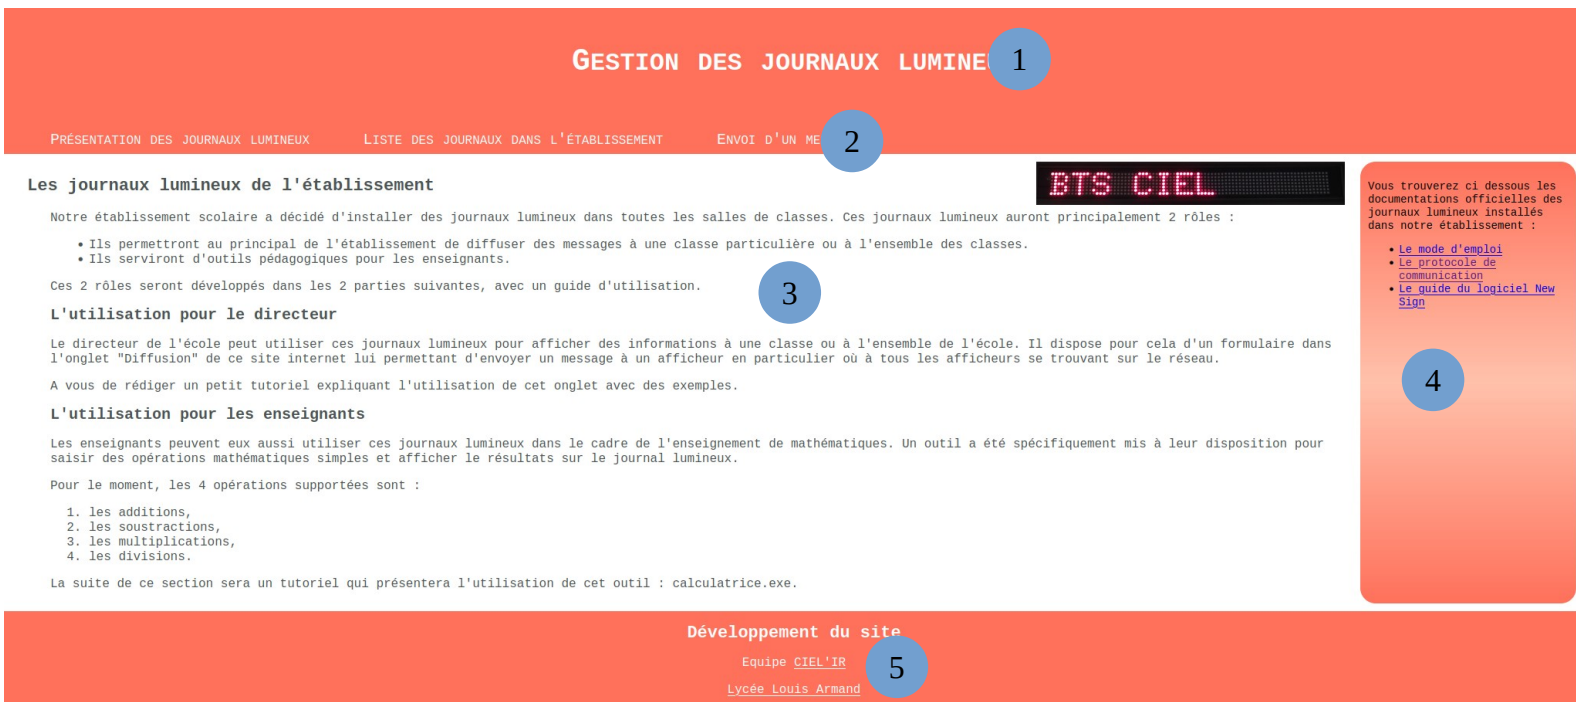 GESTION DES JOURNAUX LUMINE 1
PRÉSENTATION DES JOURNAUX LUMINEUX LISTE DES JOURNAUX DANS L'ÉTABLISSEMENT ENVOI D'UN ME 2
Les journaux lumineux de l'établissement
BTS CIEL
Notre établissement scolaire a décidé d'installer des journaux lumineux dans toutes les salles de classes. Ces journaux lumineux auront principalement 2 rôles :
• Ils permettront au principal de l'établissement de diffuser des messages à une classe particulière ou à l'ensemble des classes.
• Ils serviront d'outils pédagogiques pour les enseignants.
Ces 2 rôles seront développés dans les 2 parties suivantes, avec un guide d'utilisation.
3
L'utilisation pour le directeur
Le directeur de l'école peut utiliser ces journaux lumineux pour afficher des informations à une classe ou à l'ensemble de l'école. Il dispose pour cela d'un formulaire dans
l'onglet "Diffusion" de ce site internet lui permettant d'envoyer un message à un afficheur en particulier où à tous les afficheurs se trouvant sur le réseau.
A vous de rédiger un petit tutoriel expliquant l'utilisation de cet onglet avec des exemples.
L'utilisation pour les enseignants
Les enseignants peuvent eux aussi utiliser ces journaux lumineux dans le cadre de l'enseignement de mathématiques. Un outil a été spécifiquement mis à leur disposition pour
saisir des opérations mathématiques simples et afficher le résultats sur le journal lumineux.
Pour le moment, les 4 opérations supportées sont :
1. les additions,
2. les soustractions,
3. les multiplications,
4. les divisions.
La suite de ce section sera un tutoriel qui présentera l'utilisation de cet outil : calculatrice.exe.
Vous trouverez ci dessous les
documentations officielles des
journaux lumineux installés
dans notre établissement :
• Le mode d'emploi
• Le protocole de
communication
• Le guide du logiciel New
Sign
4
Développement du site
Equipe CIEL'IR
5
Lycée Louis Armand